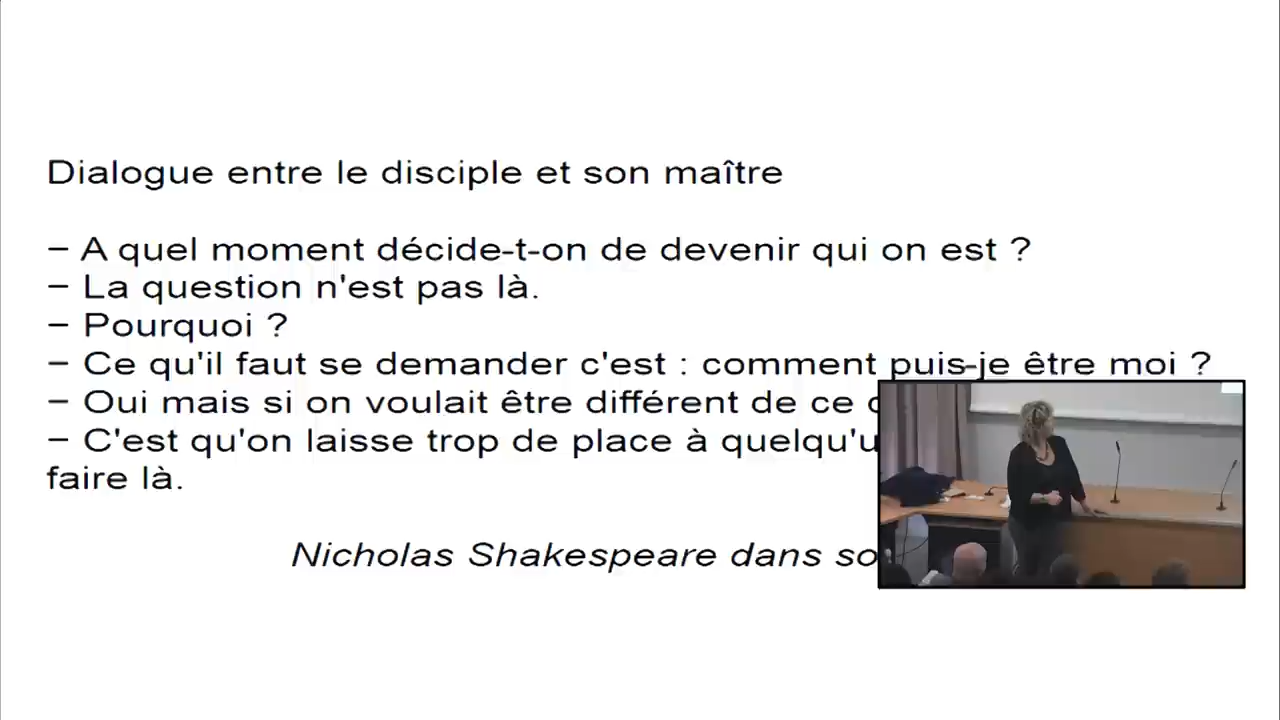 Dialogue entre le disciple et son maître
– A quel moment décide-t-on de devenir qui on est ?
– La question n'est pas là.
– Pourquoi ?
– Ce qu'il faut se demander c'est : comment puis-je être moi ?
– Oui mais si on voulait être différent de ce
– C'est qu'on laisse trop de place à
faire là.
Nicholas Shakespeare dans